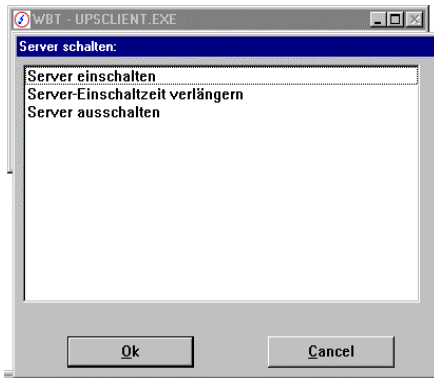 WBT - UPSCLIENT.EXE
Server schalten:
Server einschalten
Server-Einschaltzeit verlängern
Server ausschalten
Ok
Cancel